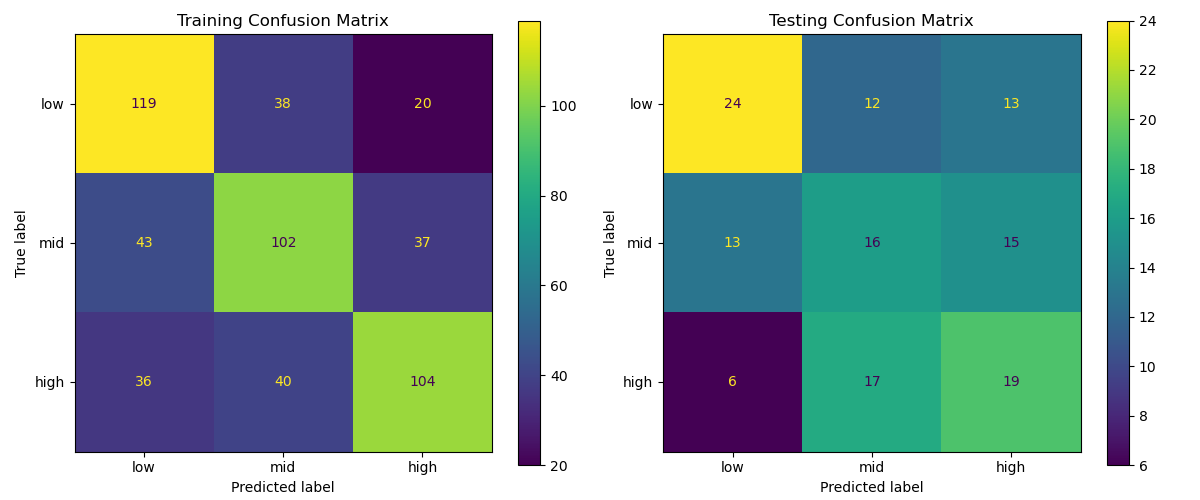 Training Confusion Matrix
low 119 38 20
mid 43 102 37
high 36 40 104
low mid high
Predicted label
True label
100
80
60
40
20
Testing Confusion Matrix
low 24 12 13
mid 13 16 15
high 6 17 19
low mid high
Predicted label
True label
24
22
20
18
16
14
12
10
8
6